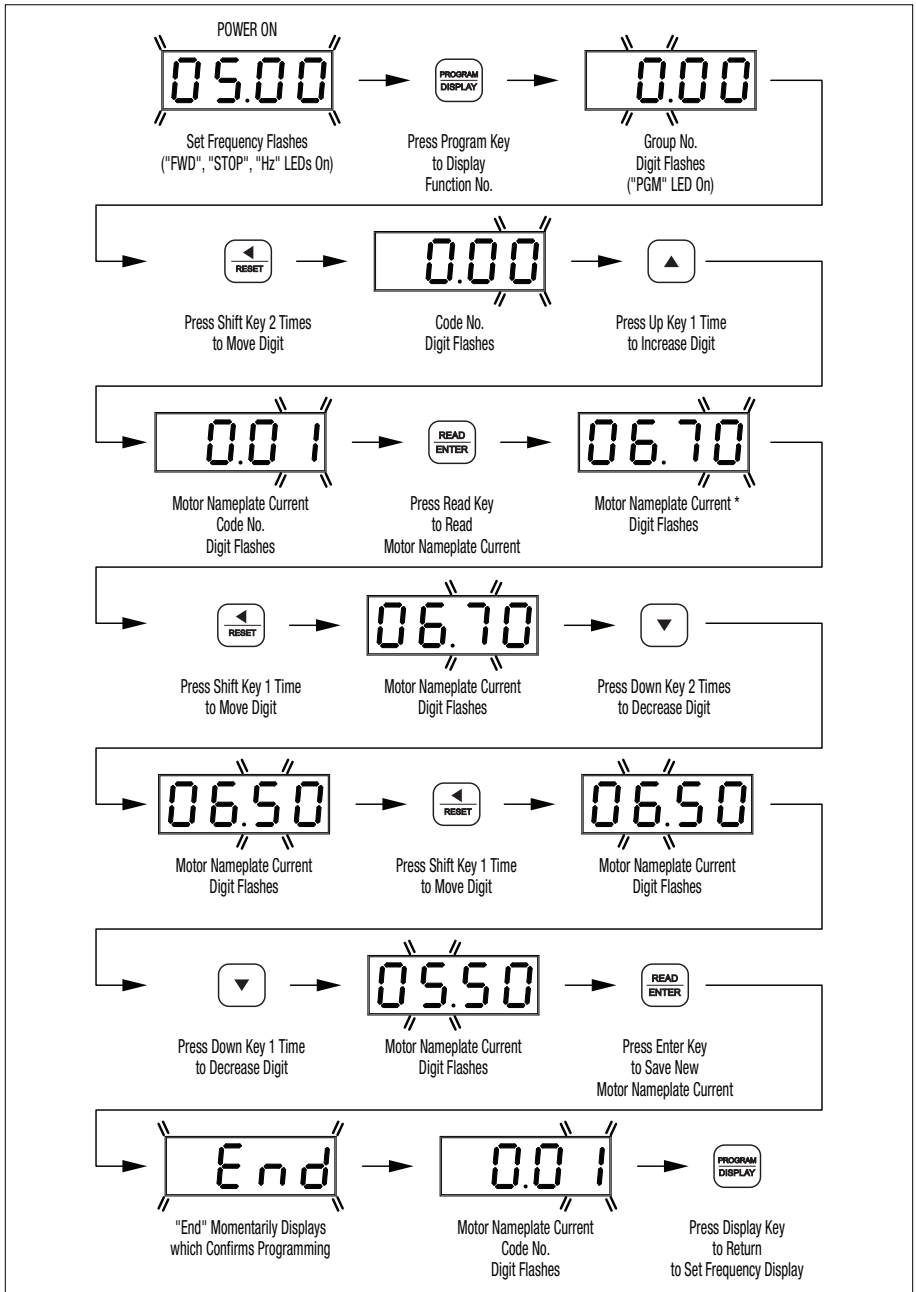 POWER ON
05.00
PROGRAM
DISPLAY
0.00
Set Frequency Flashes
("FWD", "STOP", "Hz" LEDs On)
Press Program Key
to Display
Function No.
Group No.
Digit Flashes
("PGM" LED On)
RESET
0.00
Press Shift Key 2 Times
to Move Digit
Code No.
Digit Flashes
Press Up Key 1 Time
to Increase Digit
0.01
READ
ENTER
06.70
Motor Nameplate Current
Code No.
Digit Flashes
Press Read Key
to Read
Motor Nameplate Current
Motor Nameplate Current *
Digit Flashes
RESET
06.70
Press Shift Key 1 Time
to Move Digit
Motor Nameplate Current
Digit Flashes
Press Down Key 2 Times
to Decrease Digit
06.50
RESET
06.50
Motor Nameplate Current
Digit Flashes
Press Shift Key 1 Time
to Move Digit
Motor Nameplate Current
Digit Flashes
05.50
READ
ENTER
Press Down Key 1 Time
to Decrease Digit
Motor Nameplate Current
Digit Flashes
Press Enter Key
to Save New
Motor Nameplate Current
End
0.01
PROGRAM
DISPLAY
"End" Momentarily Displays
which Confirms Programming
Motor Nameplate Current
Code No.
Digit Flashes
Press Display Key
to Return
to Set Frequency Display